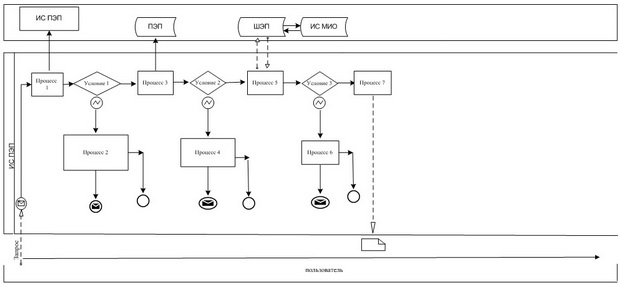 ИС ПЭП
ПЭП
ШЭП
ИС МИО
ИС ПЭП
Процесс
1
Условие 1
Процесс 3
Условие 2
Процесс 5
Условие 3
Процесс 7
Процесс 2
Процесс 4
Процесс 6
Запрос
пользователь